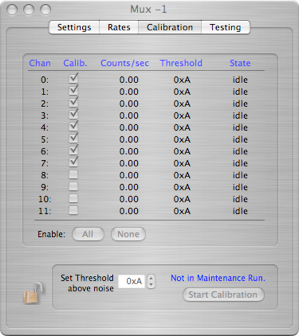 Mux -1
Settings Rates Calibration Testing
Chan Calib. Counts/sec Threshold State
0: 0.00 0xA idle
1: 0.00 0xA idle
2: 0.00 0xA idle
3: 0.00 0xA idle
4: 0.00 0xA idle
5: 0.00 0xA idle
6: 0.00 0xA idle
7: 0.00 0xA idle
8: 0.00 0xA idle
9: 0.00 0xA idle
10: 0.00 0xA idle
11: 0.00 0xA idle
Enable: All None
Set Threshold above noise 0xA Not in Maintenance Run.
Start Calibration